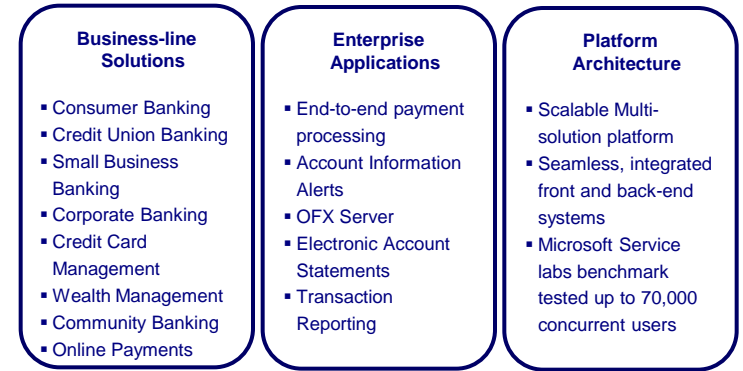 Business-line
Solutions
▪ Consumer Banking
▪ Credit Union Banking
▪ Small Business
Banking
▪ Corporate Banking
▪ Credit Card
Management
▪ Wealth Management
▪ Community Banking
▪ Online Payments
Enterprise
Applications
▪ End-to-end payment
processing
▪ Account Information
Alerts
▪ OFX Server
▪ Electronic Account
Statements
▪ Transaction
Reporting
Platform
Architecture
▪ Scalable Multi-
solution platform
▪ Seamless, integrated
front and back-end
systems
▪ Microsoft Service
labs benchmark
tested up to 70,000
concurrent users